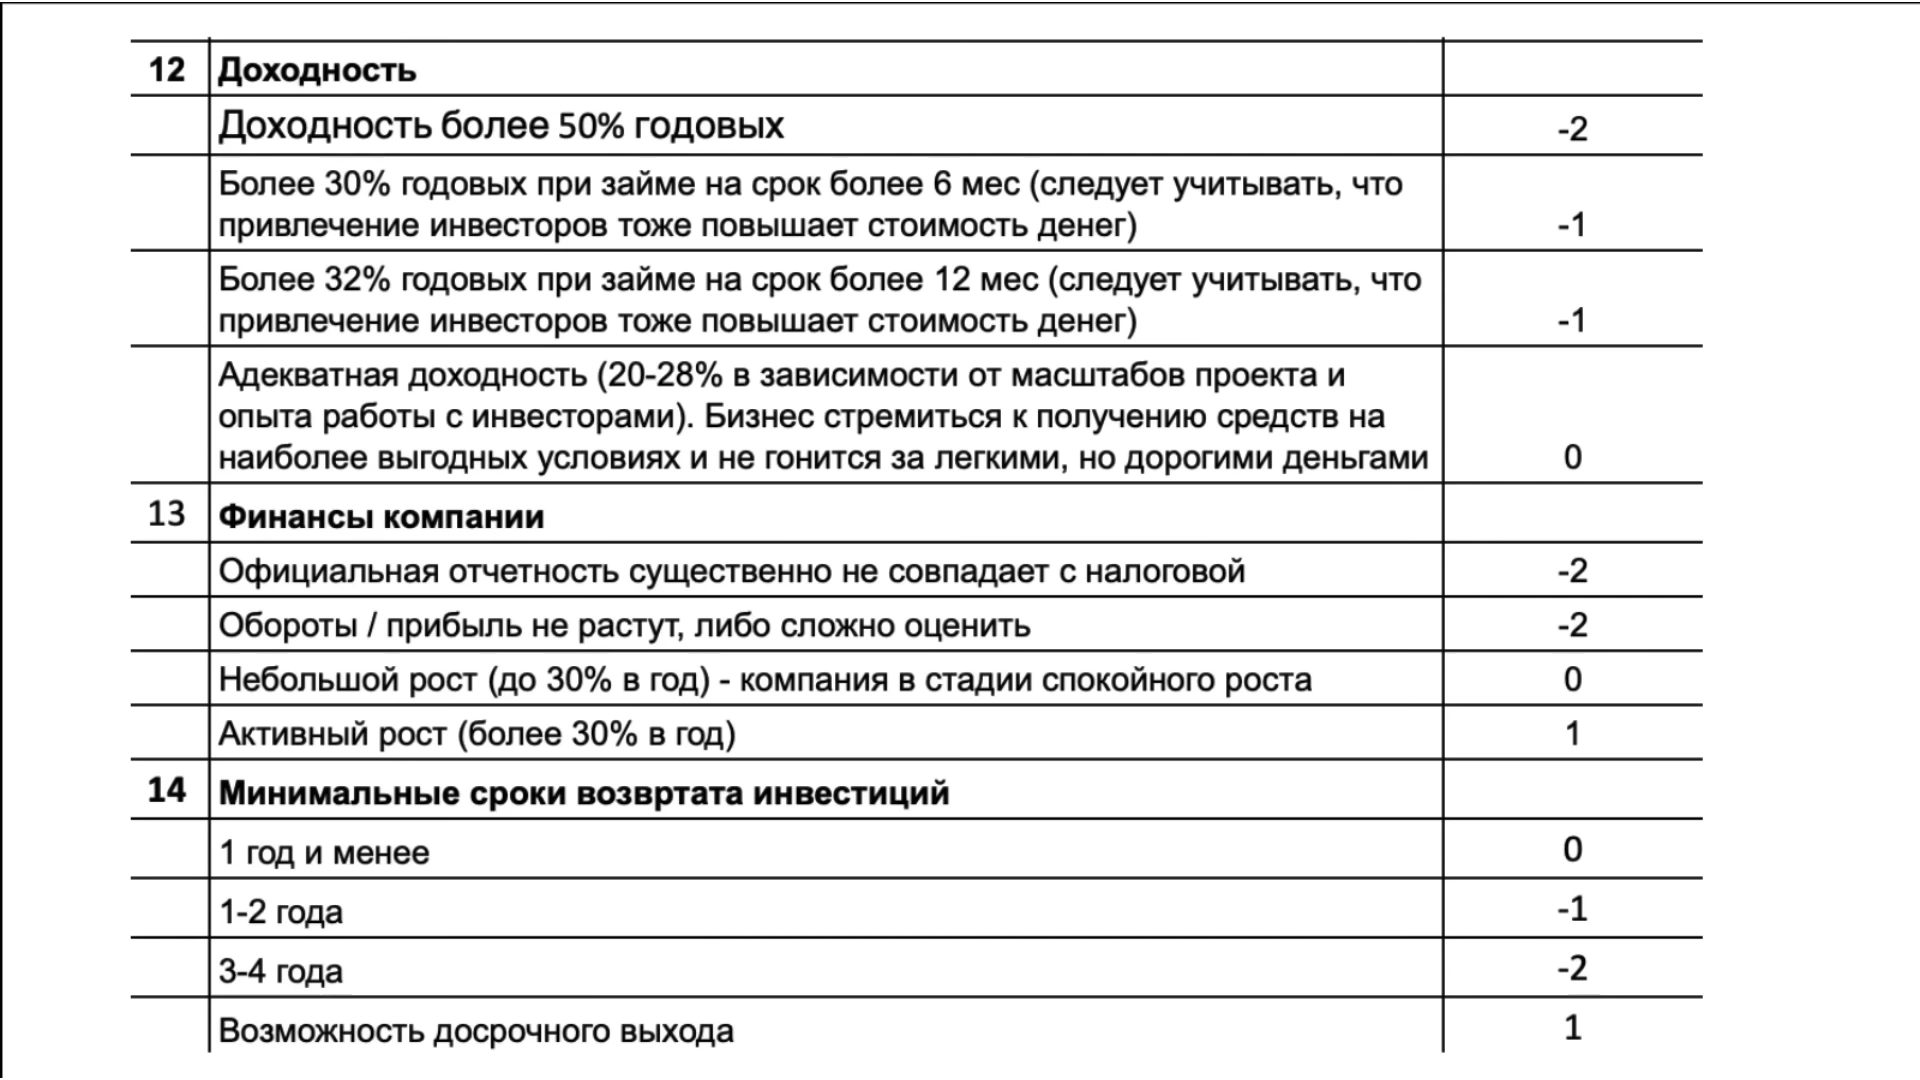 12 Доходность
Доходность более 50% годовых -2
Более 30% годовых при займе на срок более 6 мес (следует учитывать, что
привлечение инвесторов тоже повышает стоимость денег) -1
Более 32% годовых при займе на срок более 12 мес (следует учитывать, что
привлечение инвесторов тоже повышает стоимость денег) -1
Адекватная доходность (20-28% в зависимости от масштабов проекта и
опыта работы с инвесторами). Бизнес стремиться к получению средств на
наиболее выгодных условиях и не гонится за легкими, но дорогими деньгами 0
13 Финансы компании
Официальная отчетность существенно не совпадает с налоговой -2
Обороты / прибыль не растут, либо сложно оценить -2
Небольшой рост (до 30% в год) - компания в стадии спокойного роста 0
Активный рост (более 30% в год) 1
14 Минимальные сроки возвртата инвестиций
1 год и менее 0
1-2 года -1
3-4 года -2
Возможность досрочного выхода 1